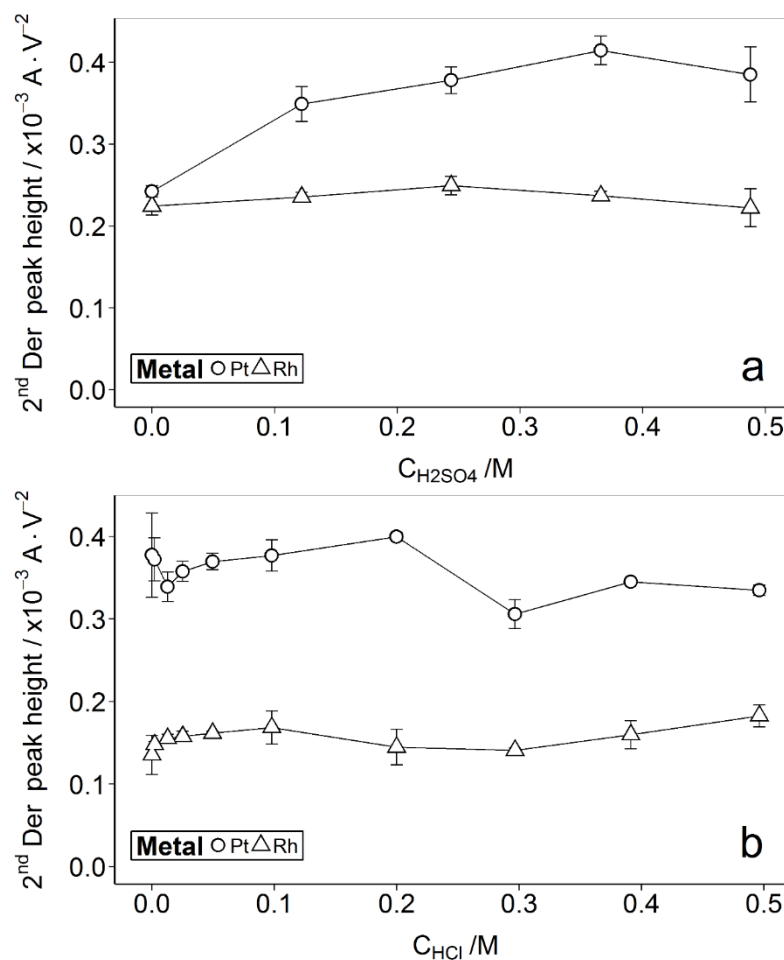 2nd Der peak height / x10−3 A · V−2
0.4
0.3
0.2
0.1
0.0
Metal Pt Rh
a
0.0 0.1 0.2 0.3 0.4 0.5
CH2SO4 /M
2nd Der peak height / x10−3 A · V−2
0.4
0.3
0.2
0.1
0.0
Metal Pt Rh
b
0.0 0.1 0.2 0.3 0.4 0.5
CHCl /M